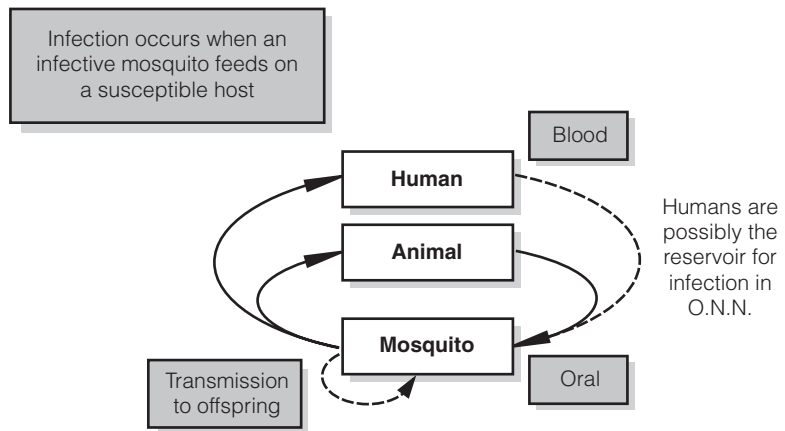 Infection occurs when an
infective mosquito feeds on
a susceptible host
Blood
Human
Humans are
possibly the
reservoir for
infection in
O.N.N.
Animal
Mosquito
Transmission
to offspring
Oral